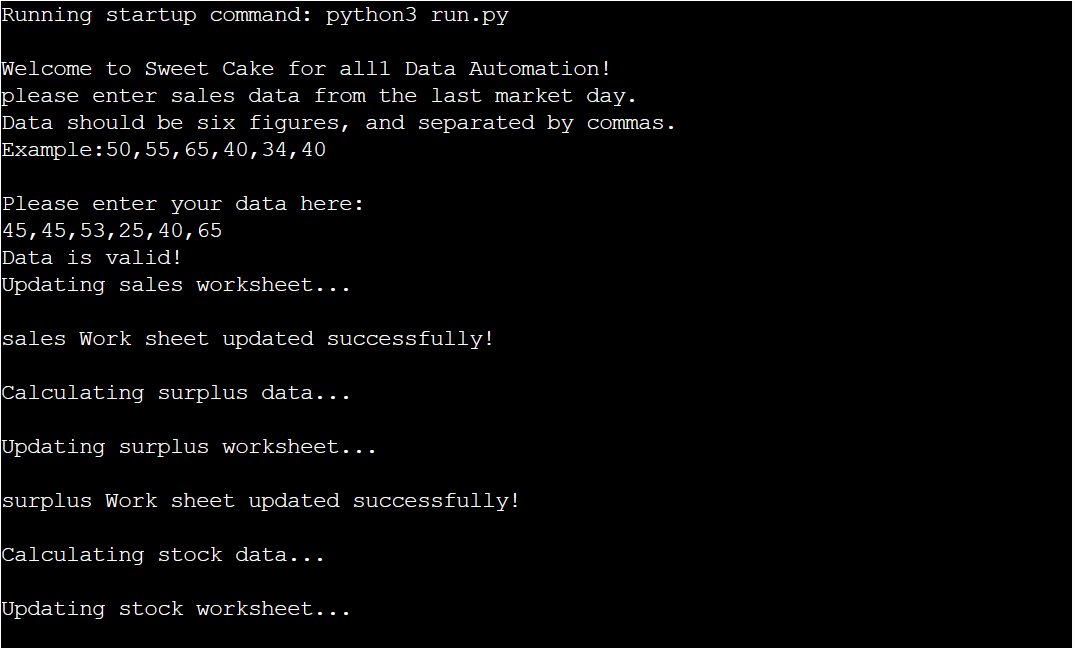 Running startup command: python3 run.py
Welcome to Sweet Cake for all1 Data Automation!
please enter sales data from the last market day.
Data should be six figures, and separated by commas.
Example:50,55,65,40,34,40
Please enter your data here:
45,45,53,25,40,65
Data is valid!
Updating sales worksheet...
sales Work sheet updated successfully!
Calculating surplus data...
Updating surplus worksheet...
surplus Work sheet updated successfully!
Calculating stock data...
Updating stock worksheet...